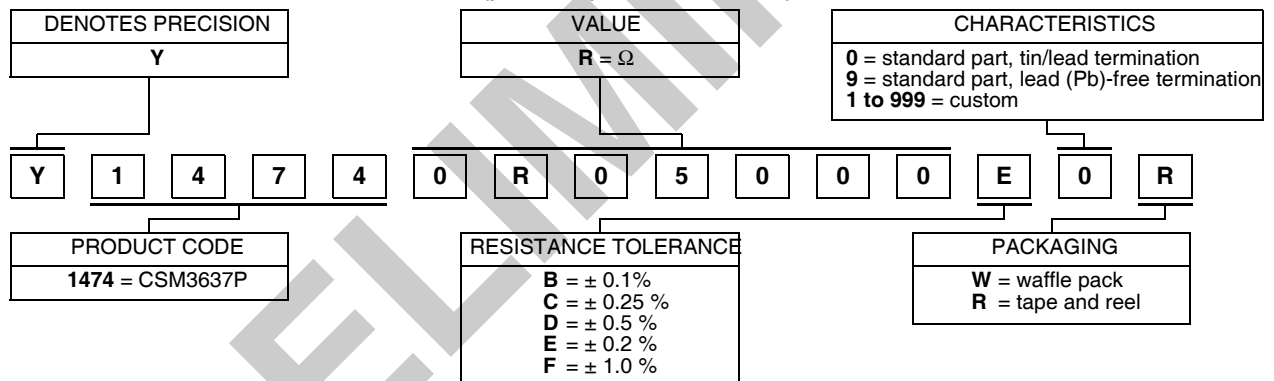 DENOTES PRECISION
Y
VALUE
R = Ω
CHARACTERISTICS
0 = standard part, tin/lead termination
9 = standard part, lead (Pb)-free termination
1 to 999 = custom
Y 1 4 7 4 0 R 0 5 0 0 0 E 0 R
PRODUCT CODE
1474 = CSM3637P
RESISTANCE TOLERANCE
B = ± 0.1%
C = ± 0.25 %
D = ± 0.5 %
E = ± 0.2 %
F = ± 1.0 %
PACKAGING
W = waffle pack
R = tape and reel